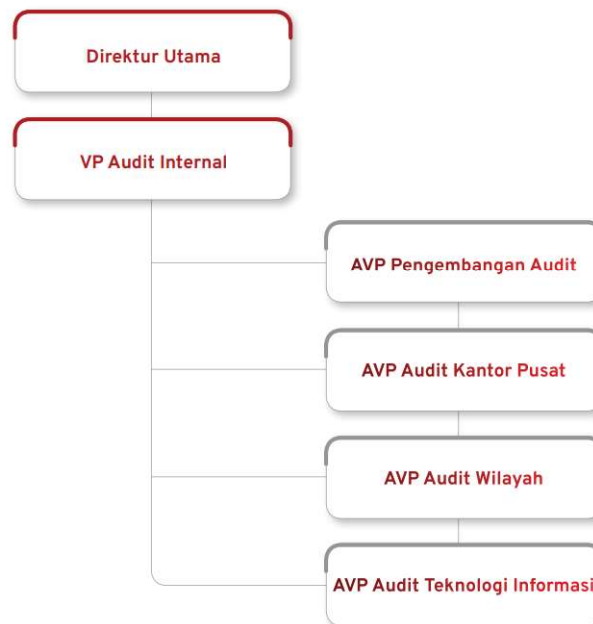 Direktur Utama
VP Audit Internal
AVP Pengembangan Audit
AVP Audit Kantor Pusat
AVP Audit Wilayah
AVP Audit Teknologi Informasi